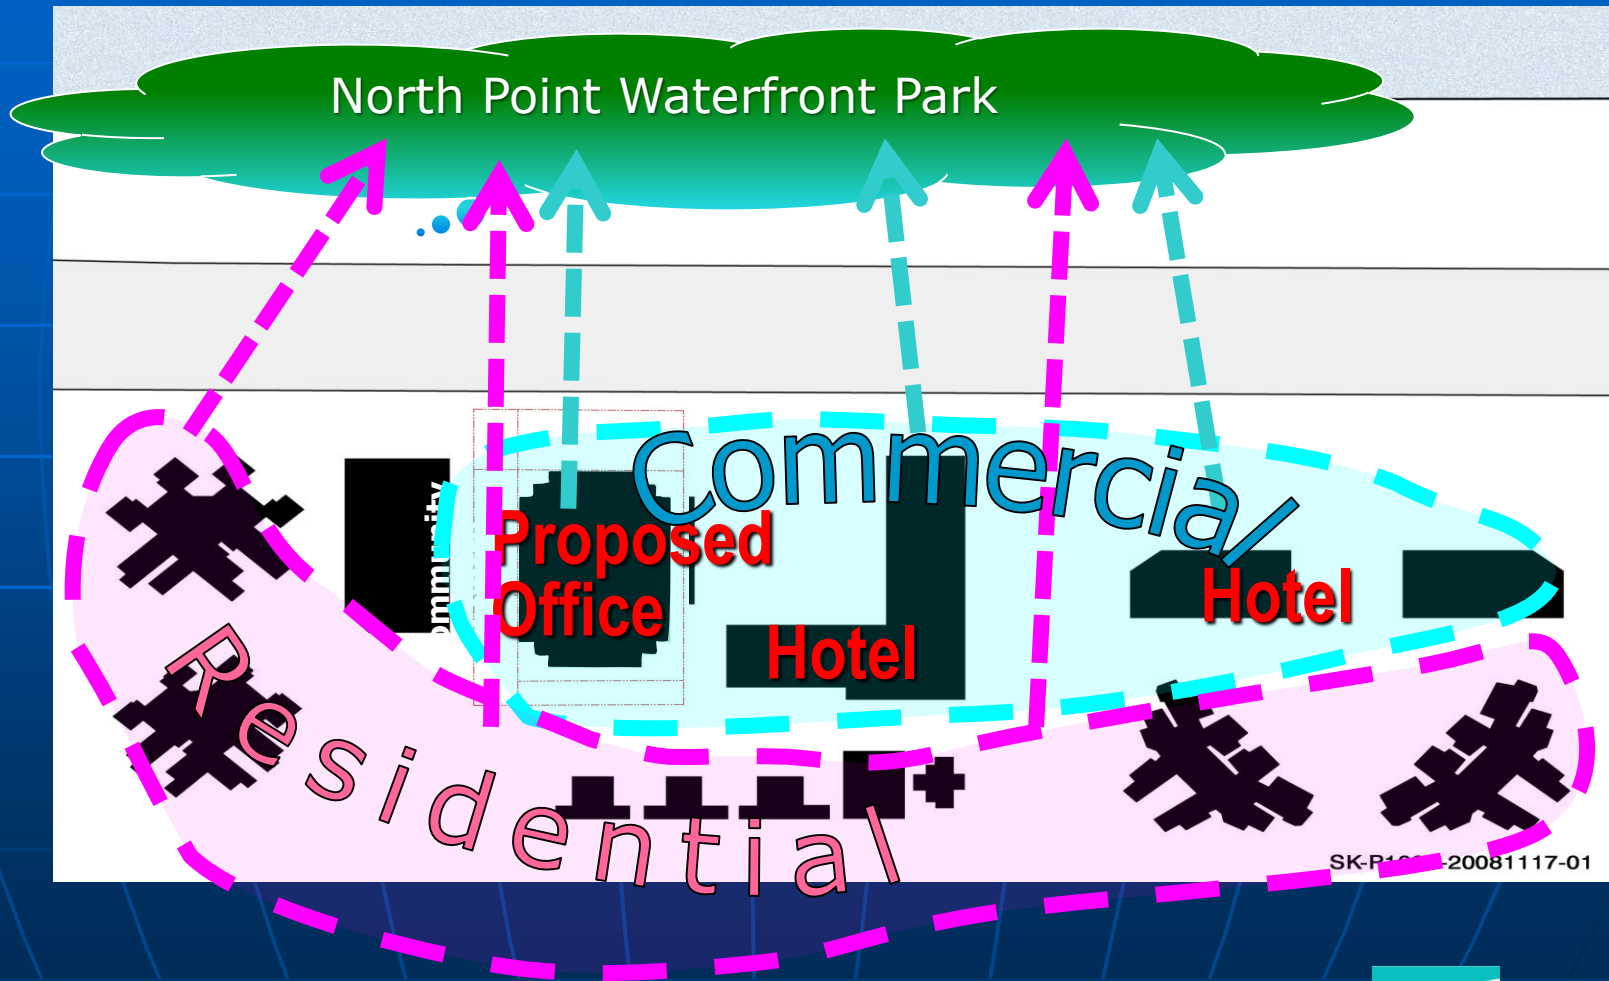 North Point Waterfront Park
Commercial
Proposed
Office
Hotel
Hotel
Residential